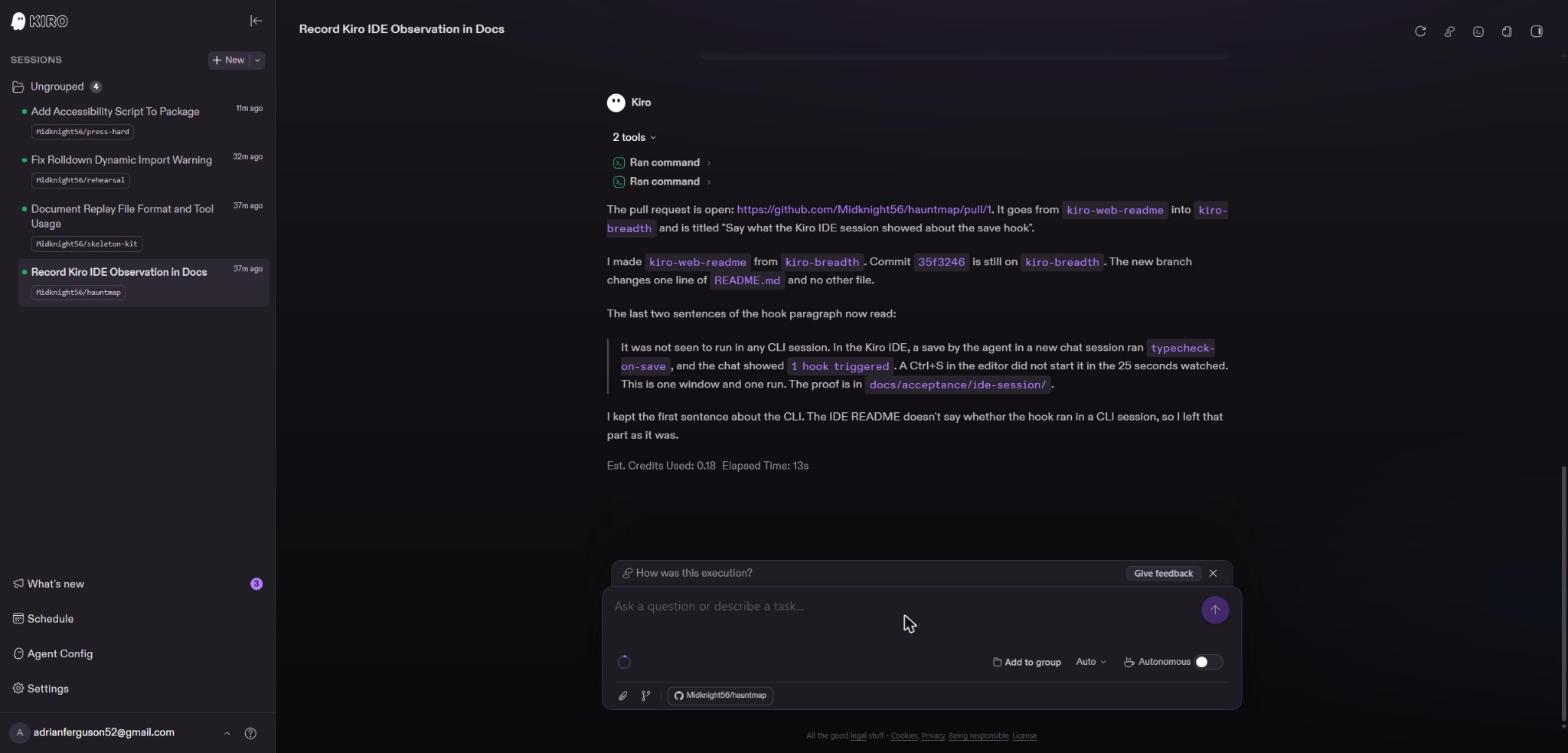 KIRO
SESSIONS
New
Ungrouped 4
Add Accessibility Script To Package 11m ago
Midknight56/press-hard
Fix Rolldown Dynamic Import Warning 32m ago
Midknight56/rehearsal
Document Replay File Format and Tool 37m ago
Usage
Midknight56/skeleton-kit
Record Kiro IDE Observation in Docs 37m ago
Midknight56/hauntmap
What's new 3
Schedule
Agent Config
Settings
A adrianferguson52@gmail.com
Record Kiro IDE Observation in Docs
Kiro
2 tools
Ran command
Ran command
The pull request is open: https://github.com/Midknight56/hauntmap/pull/1. It goes from kiro-web-readme into kiro-
breadth and is titled "Say what the Kiro IDE session showed about the save hook".
I made kiro-web-readme from kiro-breadth. Commit 35f3246 is still on kiro-breadth. The new branch
changes one line of README.md and no other file.
The last two sentences of the hook paragraph now read:
It was not seen to run in any CLI session. In the Kiro IDE, a save by the agent in a new chat session ran typecheck-
on-save, and the chat showed 1 hook triggered. A Ctrl+S in the editor did not start it in the 25 seconds watched.
This is one window and one run. The proof is in docs/acceptance/ide-session/.
I kept the first sentence about the CLI. The IDE README doesn't say whether the hook ran in a CLI session, so I left that
part as it was.
Est. Credits Used: 0.18 Elapsed Time: 13s
How was this execution? Give feedback
Ask a question or describe a task...
Add to group Auto Autonomous
Midknight56/hauntmap
All the good legal stuff - Cookies, Privacy, Being responsible, License